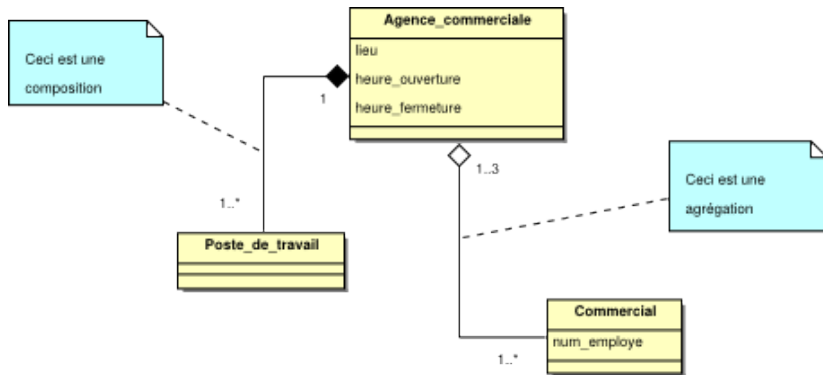 Agence_commerciale
lieu
heure_ouverture
heure_fermeture
Ceci est une
composition
1
1..*
Poste_de_travail
1..3
Ceci est une
agrégation
Commercial
num_employe
1..*